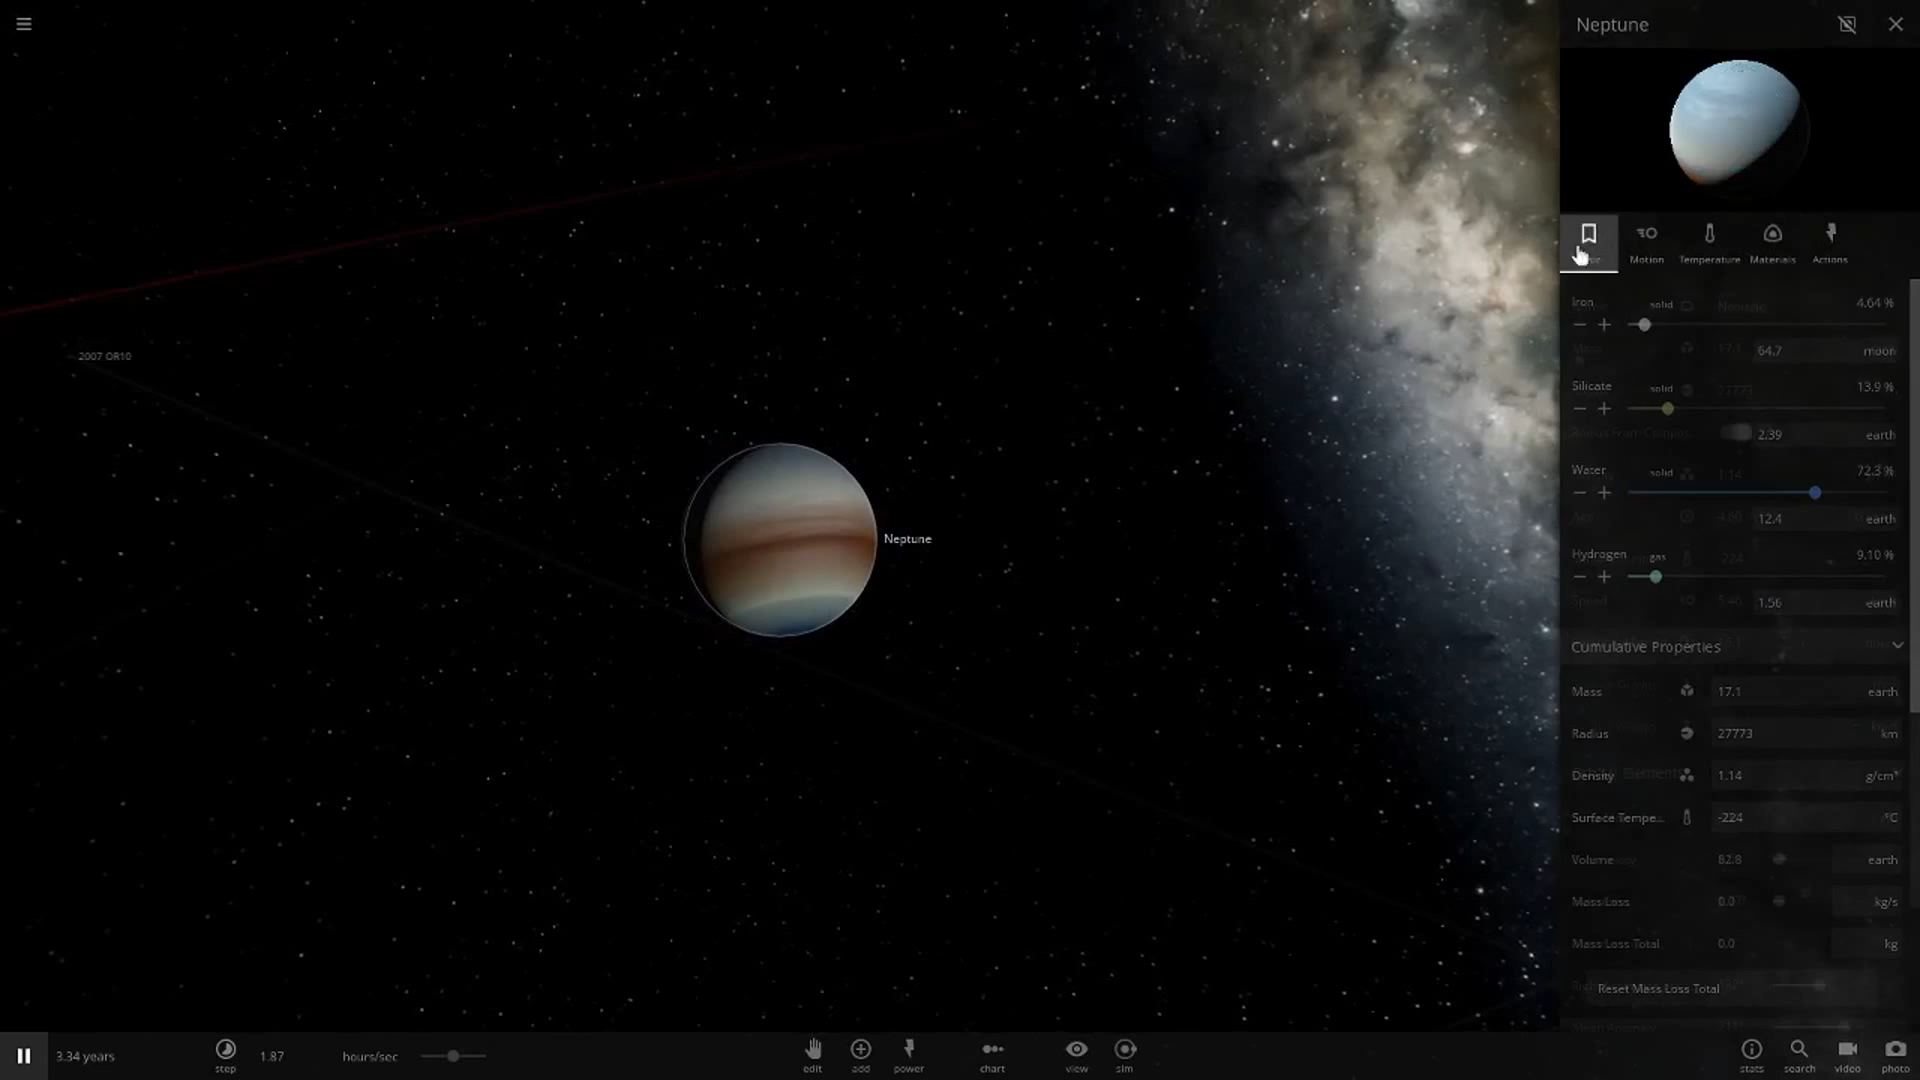 Neptune
Motion Temperature Materials Actions
Iron solid 4.64 %
64.7 moon
Silicate solid 13.9 %
2.39 earth
Water solid 72.3 %
12.4 earth
Hydrogen gas 9.10 %
1.56 earth
Cumulative Properties
Mass 17.1 earth
Radius 27773 km
Density 1.14 g/cm³
Surface Tempe... -224 °C
Volume 82.8 earth
Mass Loss 0.0 kg/s
Mass Loss Total 0.0 kg
Reset Mass Loss Total
2007 OR10
Neptune
3.34 years
step
1.87 hours/sec
edit add power chart view sim
stats search video photo